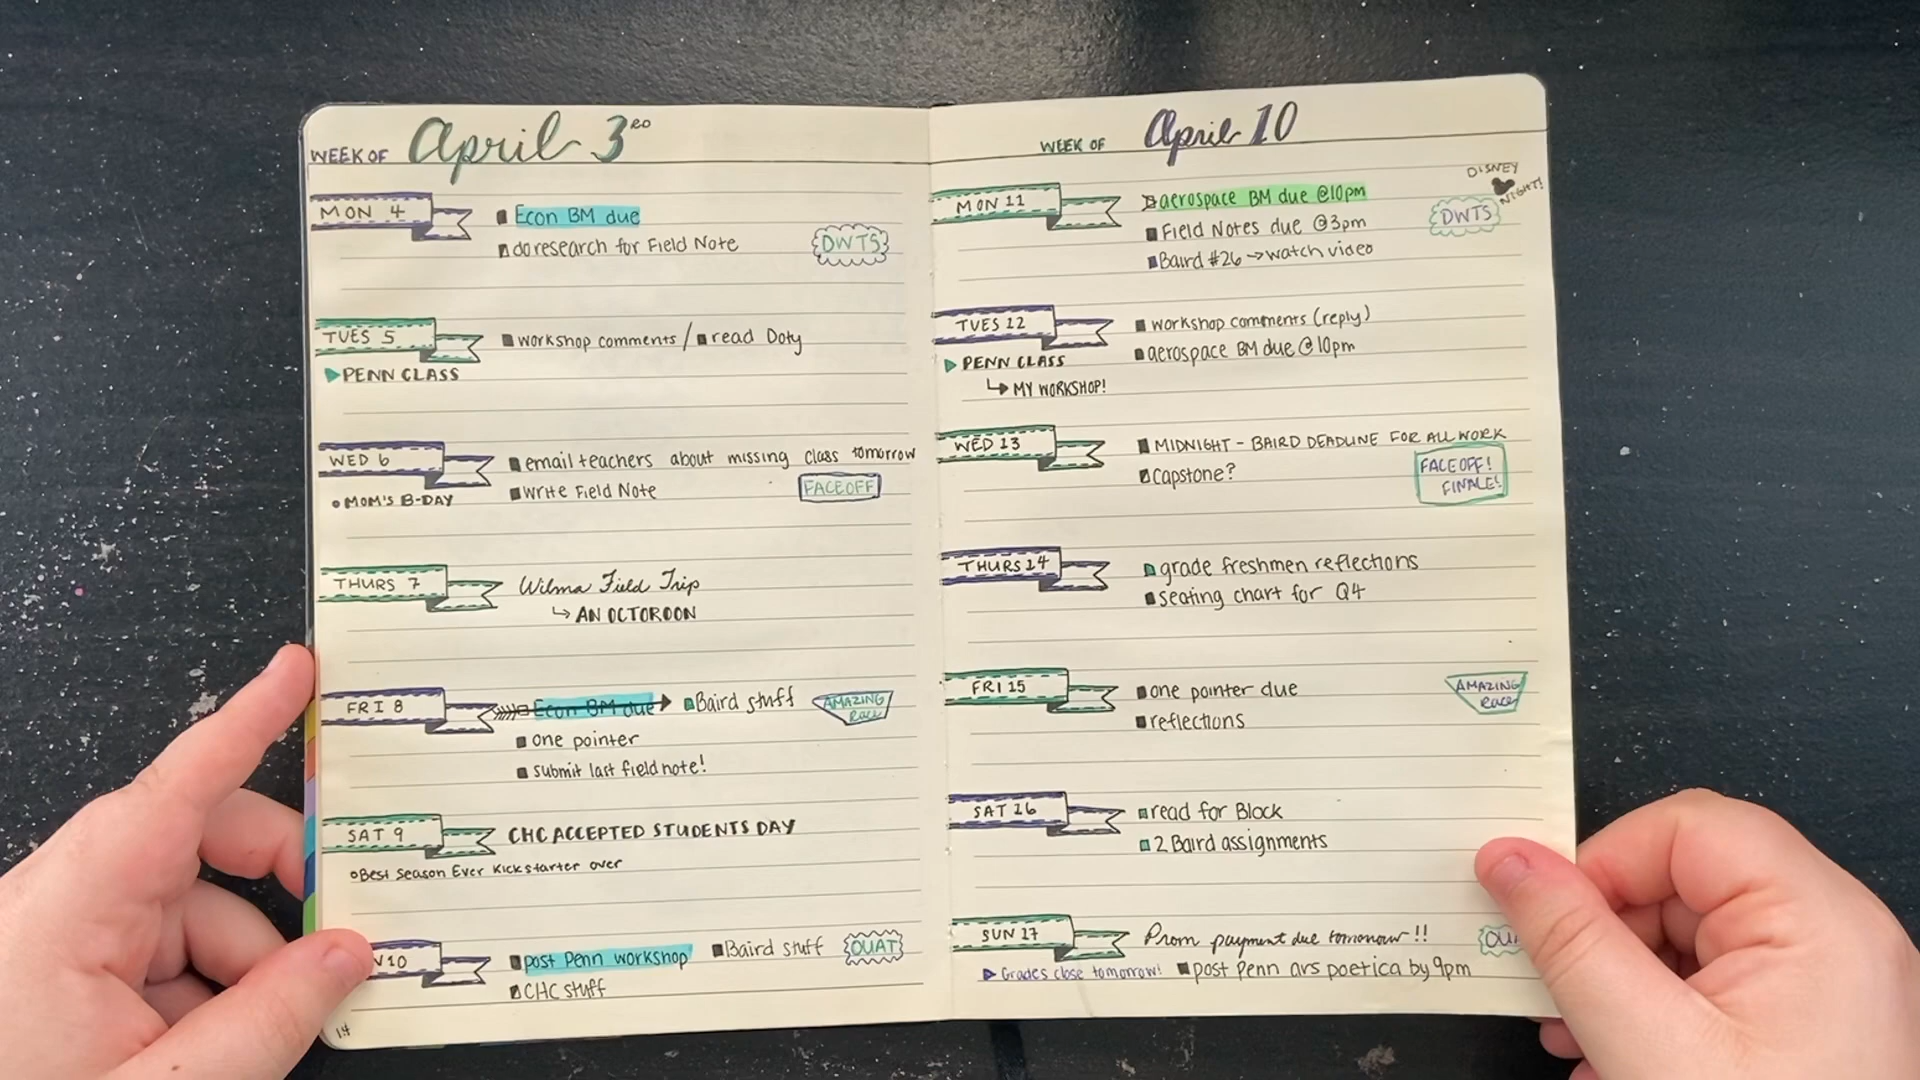 WEEK OF April 3RD
MON 4
Econ BM due
do research for Field Note
DWTS
TUES 5
workshop comments / read Doty
PENN CLASS
WED 6
email teachers about missing class tomorrow
write Field Note
FACEOFF
MOM'S B-DAY
THURS 7
Wilma Field Trip
↳ AN OCTOROON
FRI 8
Econ BM due Baird stuff
AMAZING
Race
one pointer
submit last field note!
SAT 9
CHC ACCEPTED STUDENTS DAY
Best Season Ever Kickstarter over
10
post Penn workshop Baird stuff
OUAT
CHC stuff
14
WEEK OF April 10
DISNEY
NIGHT!
MON 11
aerospace BM due @10pm
Field Notes due @3pm
DWTS
Baird #26 → watch video
TUES 12
workshop comments (reply)
aerospace BM due @10pm
PENN CLASS
↳ MY WORKSHOP!
WED 13
MIDNIGHT - BAIRD DEADLINE FOR ALL WORK
Capstone?
FACEOFF!
FINALE!
THURS 14
grade freshmen reflections
seating chart for Q4
FRI 15
one pointer due
reflections
AMAZING
Race
SAT 16
read for Block
2 Baird assignments
SUN 17
Prom payment due tomorrow!!
Grades close tomorrow! post Penn ars poetica by 9pm